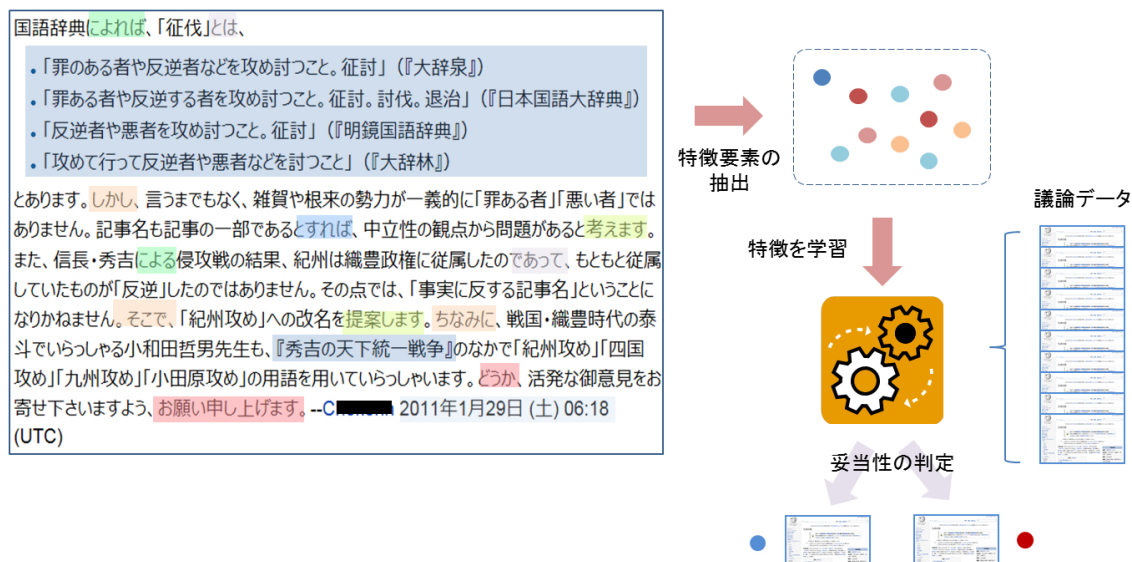 国語辞典によれば、「征伐」とは、
・「罪のある者や反逆者などを攻め討つこと。征討」（『大辞泉』）
・「罪ある者や反逆する者を攻め討つこと。征討。討伐。退治」（『日本国語大辞典』）
・「反逆者や悪者を攻め討つこと。征討」（『明鏡国語辞典』）
・「攻めて行って反逆者や悪者などを討つこと」（『大辞林』）
とあります。しかし、言うまでもなく、雑賀や根来の勢力が一義的に「罪ある者」「悪い者」では
ありません。記事名も記事の一部であるとすれば、中立性の観点から問題があると考えます。
また、信長・秀吉による侵攻戦の結果、紀州は織豊政権に従属したのであって、もともと従属
していたものが「反逆」したのではありません。その点では、「事実に反する記事名」ということに
なりかねません。そこで、「紀州攻め」への改名を提案します。ちなみに、戦国・織豊時代の泰
斗でいらっしゃる小和田哲男先生も、『秀吉の天下統一戦争』のなかで「紀州攻め」「四国
攻め」「九州攻め」「小田原攻め」の用語を用いていらっしゃいます。どうか、活発な御意見をお
寄せ下さいますよう、お願い申し上げます。--C 2011年1月29日 (土) 06:18
(UTC)
特徴要素の
抽出
特徴を学習
議論データ
妥当性の判定